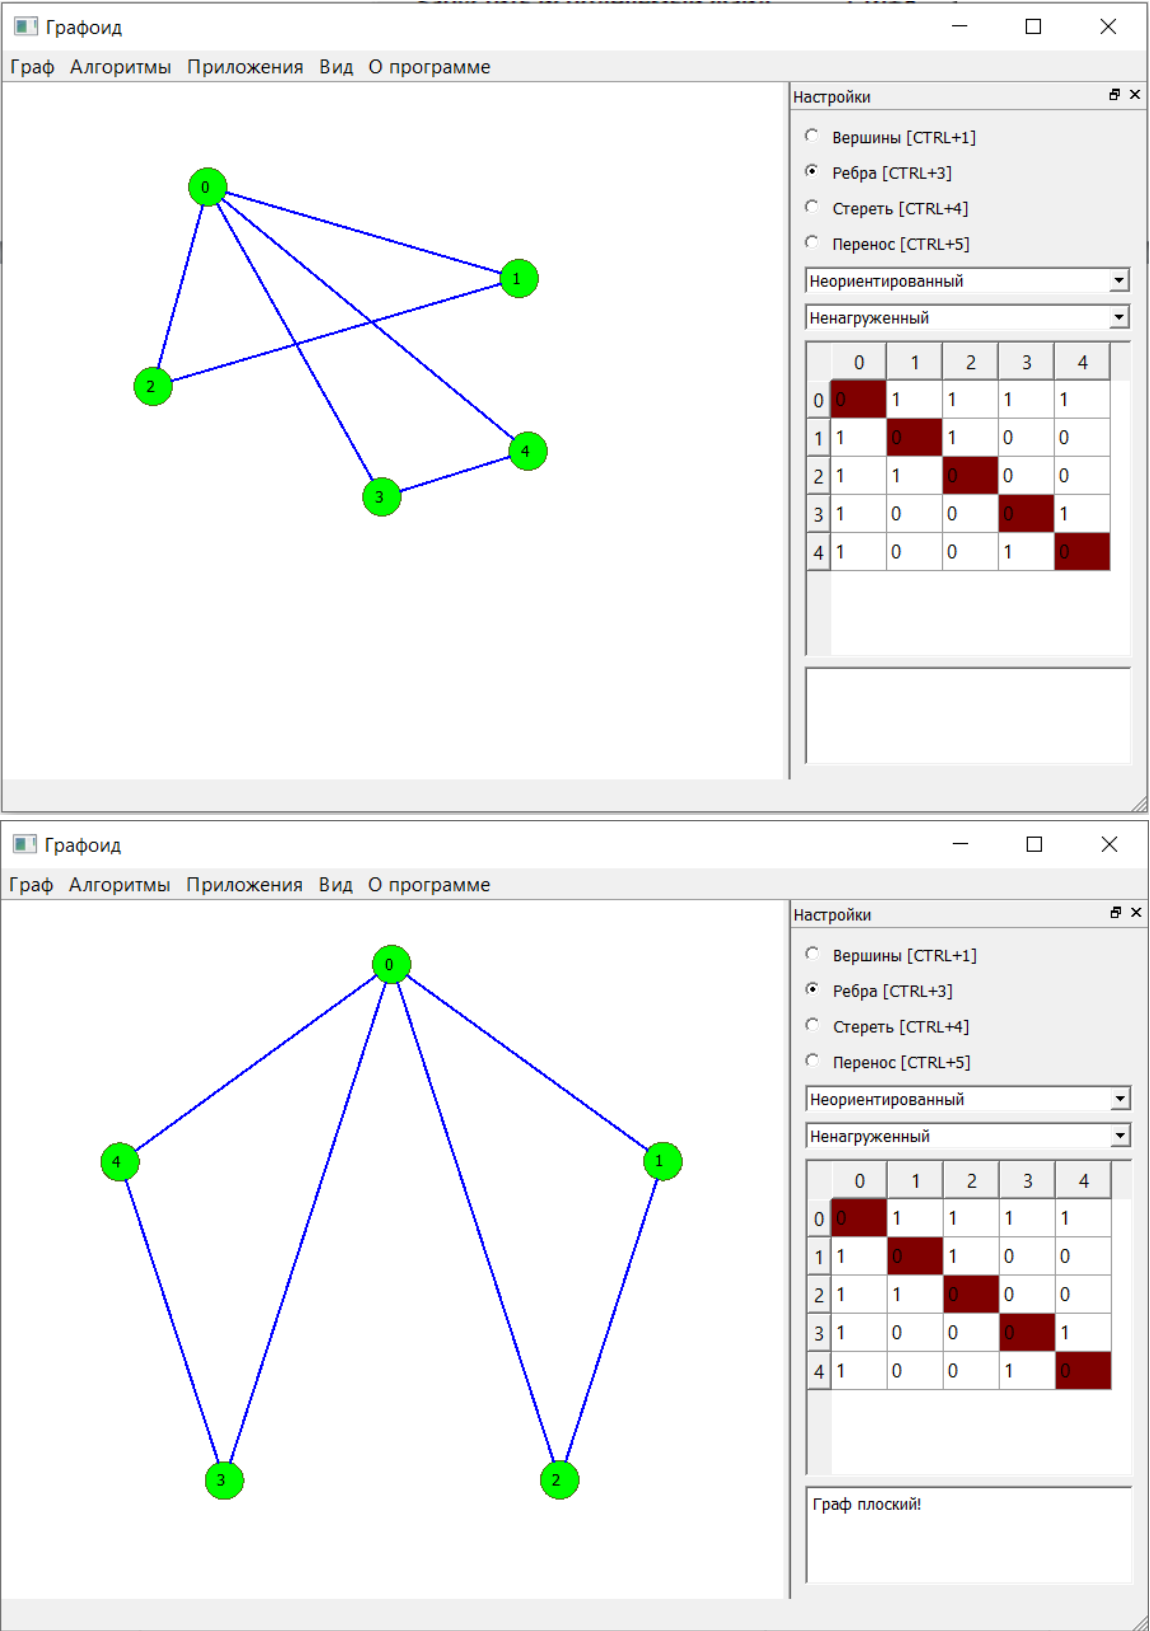 Графоид
Граф Алгоритмы Приложения Вид О программе
Настройки
Вершины [CTRL+1]
Ребра [CTRL+3]
Стереть [CTRL+4]
Перенос [CTRL+5]
Неориентированный
Ненагруженный
0 1 2 3 4
0 0 1 1 1 1
1 1 0 1 0 0
2 1 1 0 0 0
3 1 0 0 0 1
4 1 0 0 1 0
0
1
2
4
3
Графоид
Граф Алгоритмы Приложения Вид О программе
Настройки
Вершины [CTRL+1]
Ребра [CTRL+3]
Стереть [CTRL+4]
Перенос [CTRL+5]
Неориентированный
Ненагруженный
0 1 2 3 4
0 0 1 1 1 1
1 1 0 1 0 0
2 1 1 0 0 0
3 1 0 0 0 1
4 1 0 0 1 0
Граф плоский!
0
4
1
3
2